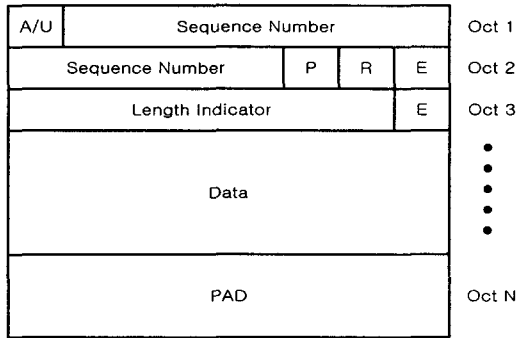 A/U Sequence Number Oct 1
Sequence Number P R E Oct 2
Length Indicator E Oct 3
Data
PAD Oct N